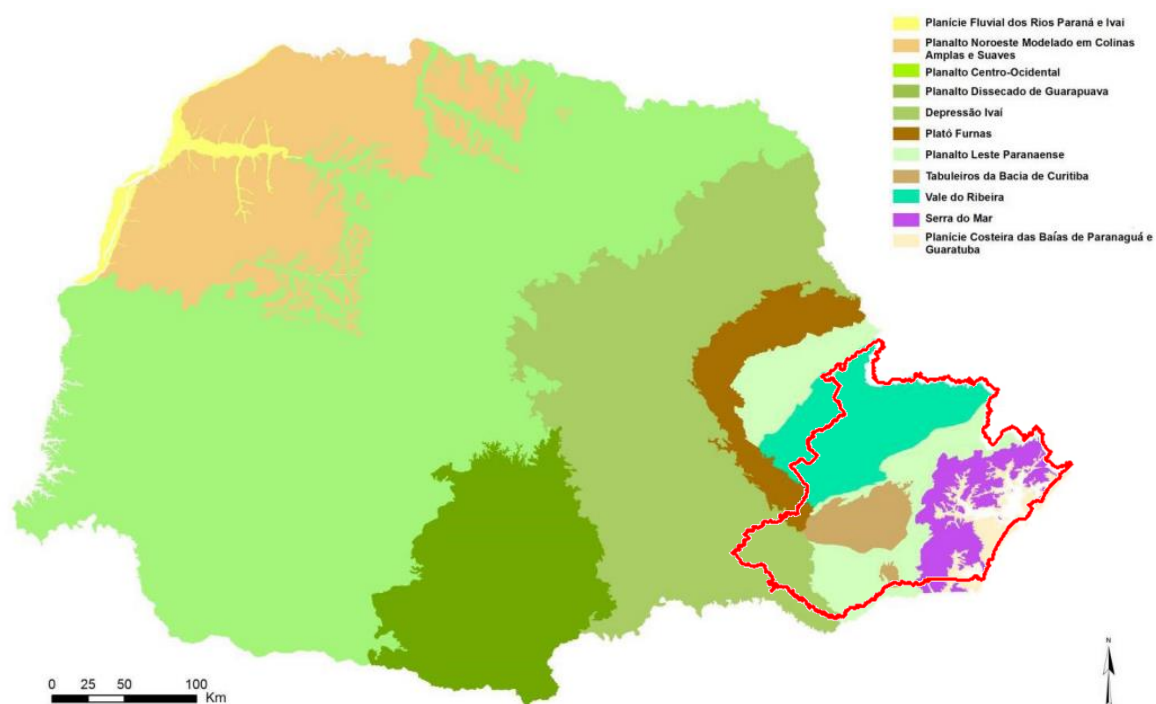 Planície Fluvial dos Rios Paraná e Ivai
Planalto Noroeste Modelado em Colinas
Amplas e Suaves
Planalto Centro-Ocidental
Planalto Dissecado de Guarapuava
Depressão Ivaí
Platô Furnas
Planalto Leste Paranaense
Tabuleiros da Bacia de Curitiba
Vale do Ribeira
Serra do Mar
Planície Costeira das Baías de Paranaguá e
Guaratuba
N
0 25 50 100
Km